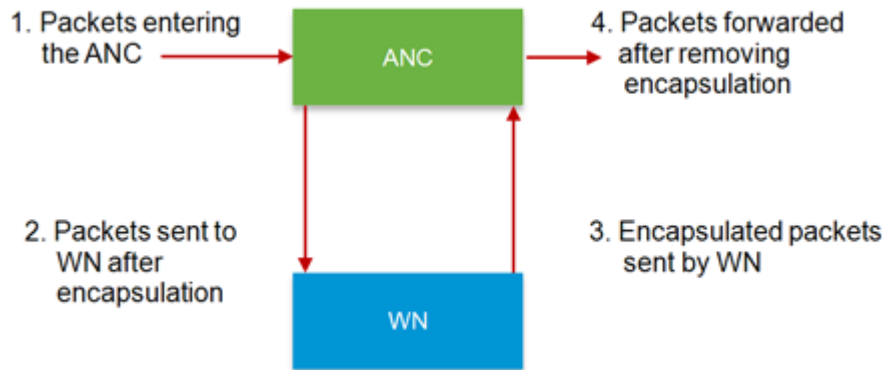 1. Packets entering
the ANC
ANC
4. Packets forwarded
after removing
encapsulation
2. Packets sent to
WN after
encapsulation
3. Encapsulated packets
sent by WN
WN